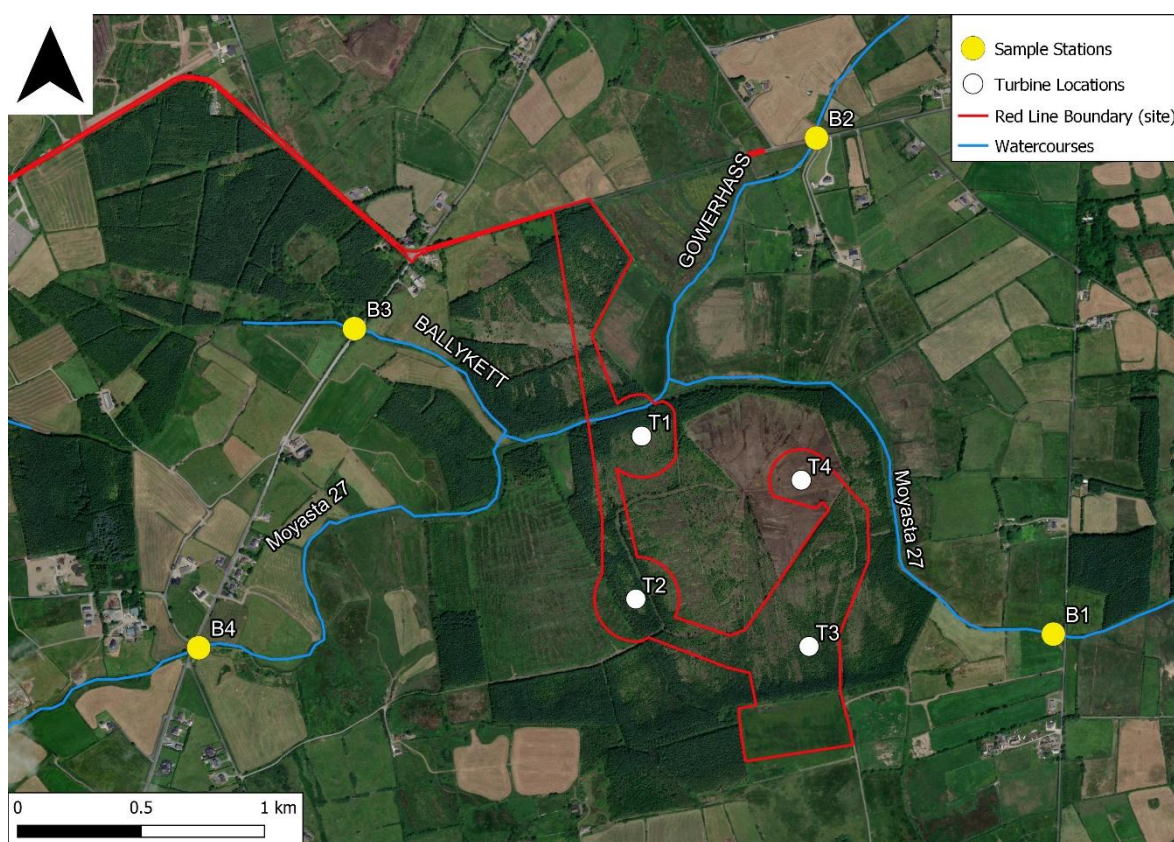 Sample Stations
Turbine Locations
Red Line Boundary (site)
Watercourses
B2
GOWERHASS
B3
BALLYKETT
T1
T4
Moyasta 27
Moyasta 27
T2
B1
B4
T3
0 0.5 1 km